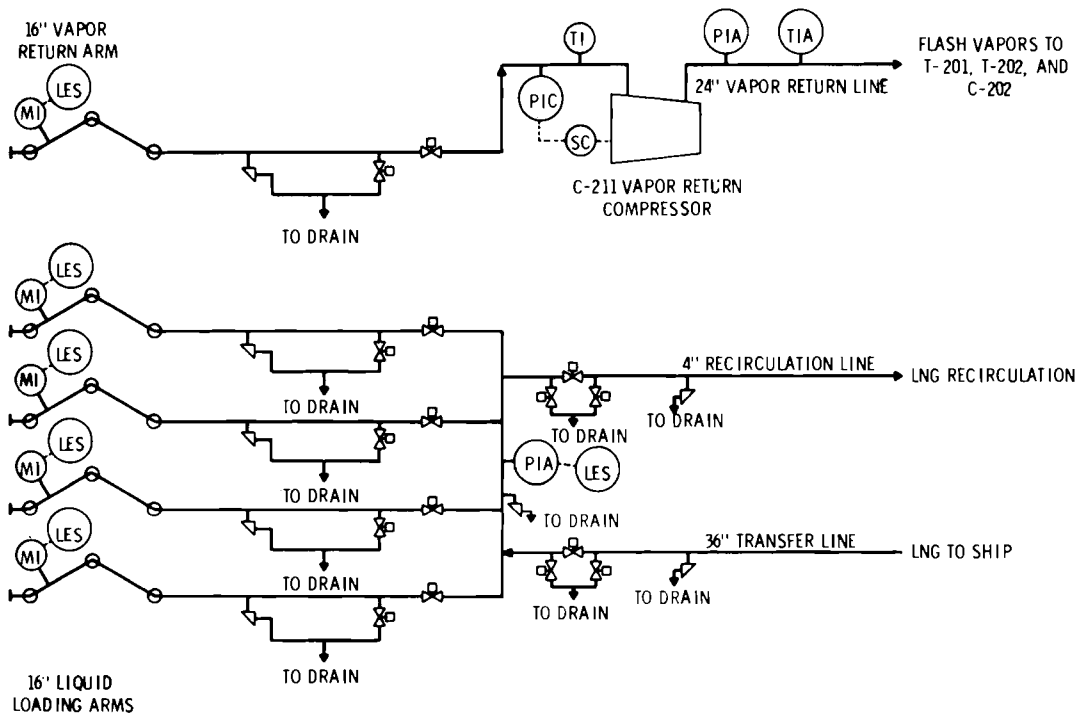 16" VAPOR
RETURN ARM
LES
MI
TI
PIA
TIA
FLASH VAPORS TO
T-201, T-202, AND
C-202
24" VAPOR RETURN LINE
PIC
SC
C-211 VAPOR RETURN
COMPRESSOR
TO DRAIN
LES
MI
TO DRAIN
4" RECIRCULATION LINE
LNG RECIRCULATION
LES
MI
TO DRAIN
TO DRAIN
TO DRAIN
LES
MI
PIA
LES
TO DRAIN
TO DRAIN
36" TRANSFER LINE
LNG TO SHIP
LES
MI
TO DRAIN
TO DRAIN
TO DRAIN
16" LIQUID
LOADING ARMS